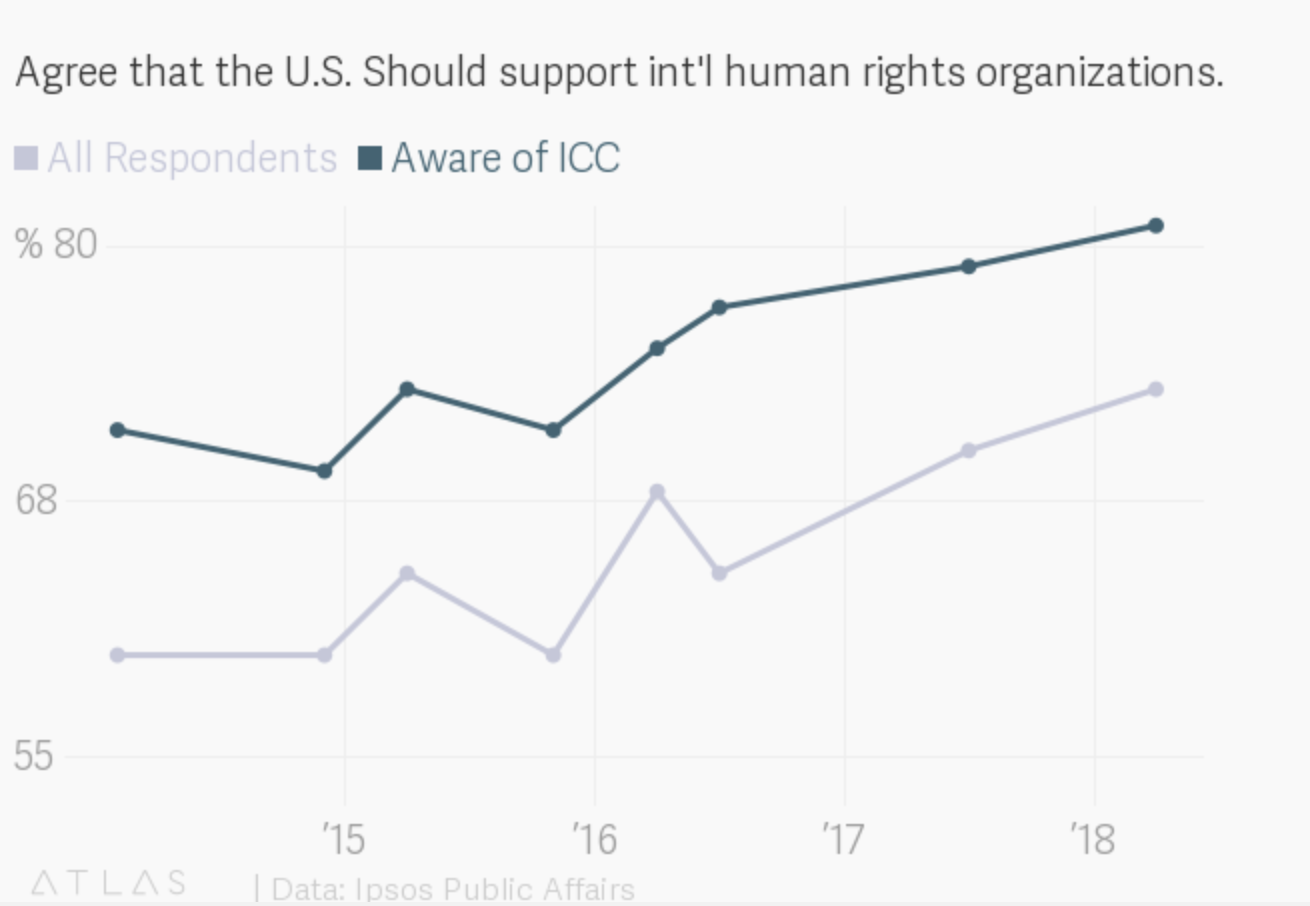 Agree that the U.S. Should support int'l human rights organizations.
All Respondents Aware of ICC
% 80
68
55
'15 '16 '17 '18
ATLAS | Data: Ipsos Public Affairs